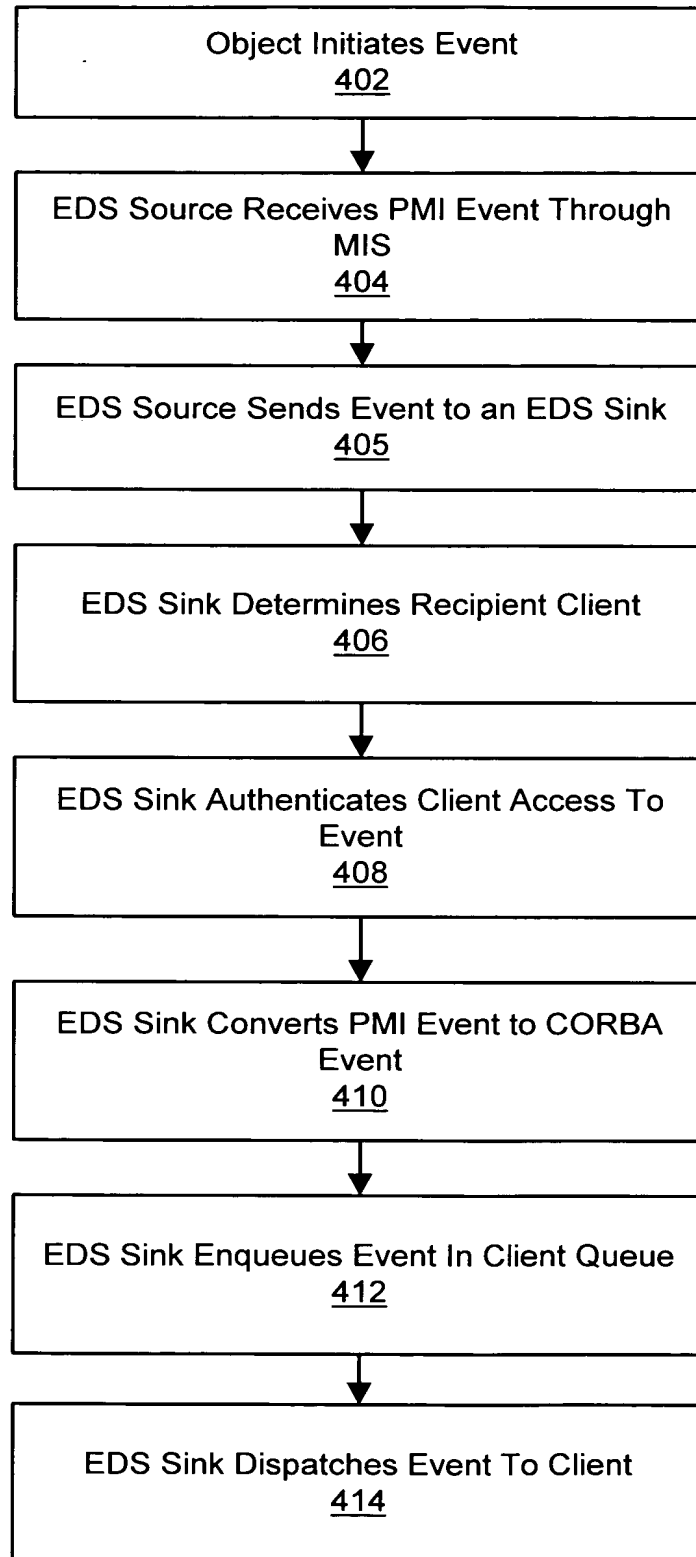 Object Initiates Event
402
EDS Source Receives PMI Event Through
MIS
404
EDS Source Sends Event to an EDS Sink
405
EDS Sink Determines Recipient Client
406
EDS Sink Authenticates Client Access To
Event
408
EDS Sink Converts PMI Event to CORBA
Event
410
EDS Sink Enqueues Event In Client Queue
412
EDS Sink Dispatches Event To Client
414